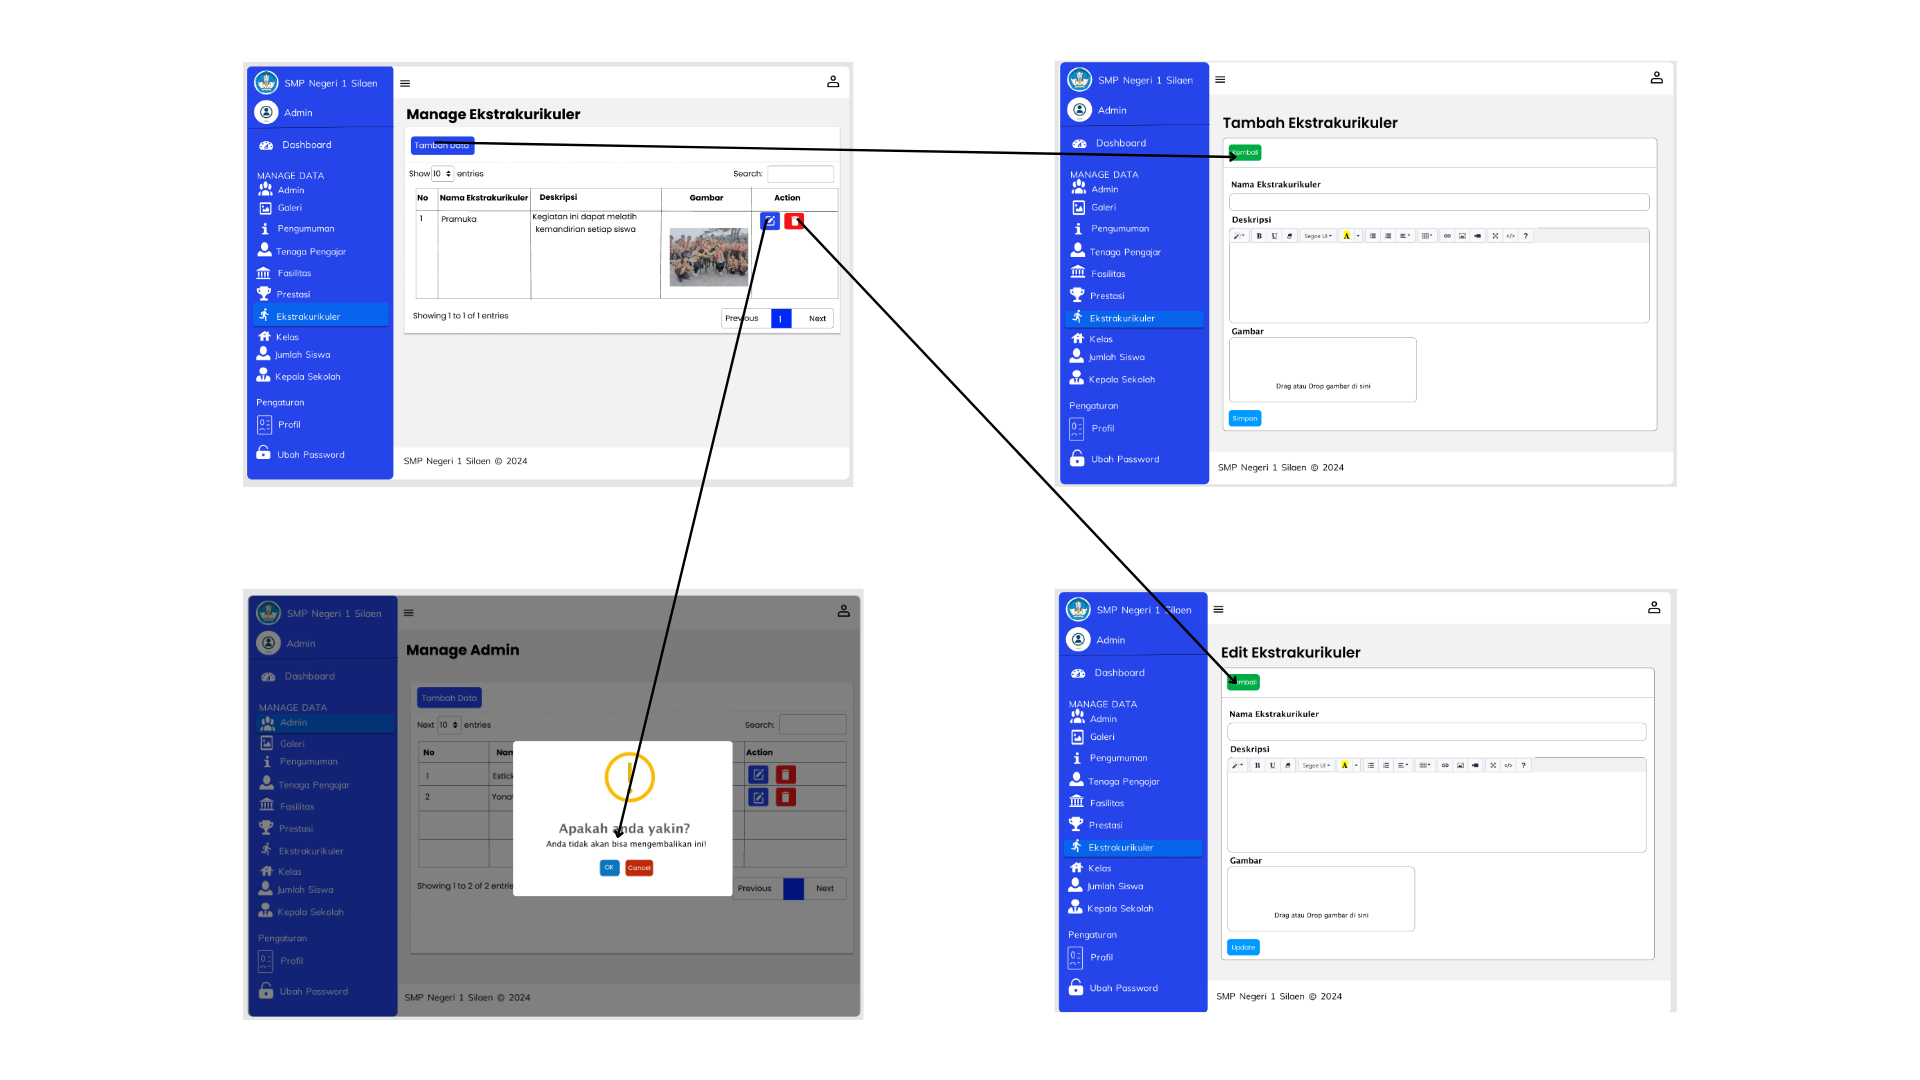 SMP Negeri 1 Silaen
Admin
Dashboard
MANAGE DATA
Admin
Galeri
Pengumuman
Tenaga Pengajar
Fasilitas
Prestasi
Ekstrakurikuler
Kelas
Jumlah Siswa
Kepala Sekolah
Pengaturan
Profil
Ubah Password
Manage Ekstrakurikuler
Tambah Data
Show 10 entries
Search:
No Nama Ekstrakurikuler Deskripsi Gambar Action
1 Pramuka Kegiatan ini dapat melatih
kemandirian setiap siswa
Showing 1 to 1 of 1 entries
Previous 1 Next
SMP Negeri 1 Silaen © 2024
SMP Negeri 1 Silaen
Admin
Dashboard
MANAGE DATA
Admin
Galeri
Pengumuman
Tenaga Pengajar
Fasilitas
Prestasi
Ekstrakurikuler
Kelas
Jumlah Siswa
Kepala Sekolah
Pengaturan
Profil
Ubah Password
Tambah Ekstrakurikuler
Kembali
Nama Ekstrakurikuler
Deskripsi
B U Segoe UI A ?
Gambar
Drag atau Drop gambar di sini
Simpan
SMP Negeri 1 Silaen © 2024
SMP Negeri 1 Silaen
Admin
Dashboard
MANAGE DATA
Admin
Galeri
Pengumuman
Tenaga Pengajar
Fasilitas
Prestasi
Ekstrakurikuler
Kelas
Jumlah Siswa
Kepala Sekolah
Pengaturan
Profil
Ubah Password
Manage Admin
Tambah Data
Next 10 entries
Search:
No Nam Action
1 Estick
2 Yona
Apakah anda yakin?
Anda tidak akan bisa mengembalikan ini!
OK Cancel
Showing 1 to 2 of 2 entrie
Previous Next
SMP Negeri 1 Silaen © 2024
SMP Negeri 1 Silaen
Admin
Dashboard
MANAGE DATA
Admin
Galeri
Pengumuman
Tenaga Pengajar
Fasilitas
Prestasi
Ekstrakurikuler
Kelas
Jumlah Siswa
Kepala Sekolah
Pengaturan
Profil
Ubah Password
Edit Ekstrakurikuler
Kembali
Nama Ekstrakurikuler
Deskripsi
B U Segoe UI A ?
Gambar
Drag atau Drop gambar di sini
Update
SMP Negeri 1 Silaen © 2024